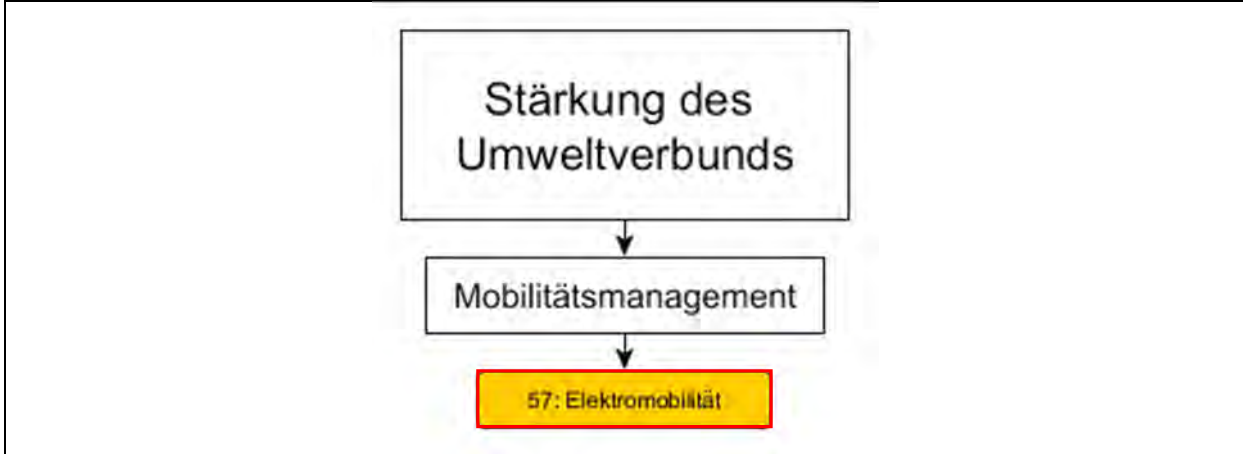 Stärkung des
Umweltverbunds
Mobilitätsmanagement
57: Elektromobilität